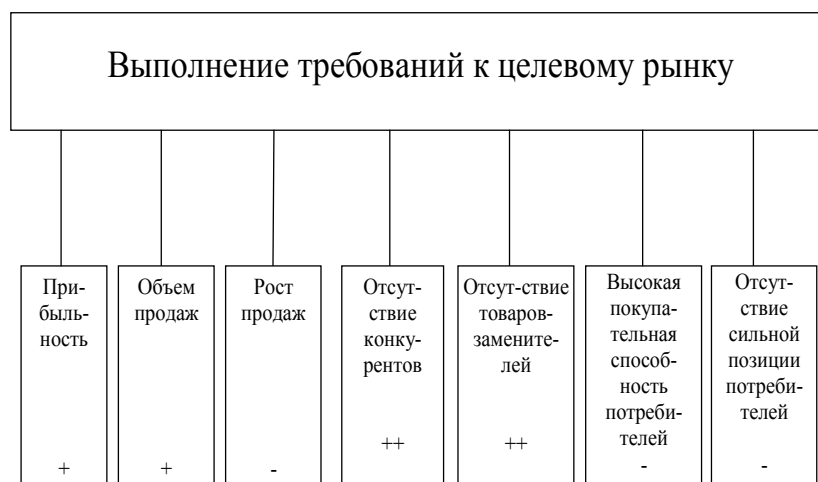 Выполнение требований к целевому рынку
При-
быль-
ность
+
Объем
продаж
+
Рост
продаж
-
Отсут-
ствие
конку-
рентов
++
Отсут-ствие
товаров-
замените-
лей
++
Высокая
покупа-
тельная
способ-
ность
потреби-
телей
-
Отсут-
ствие
сильной
позиции
потреби-
телей
-